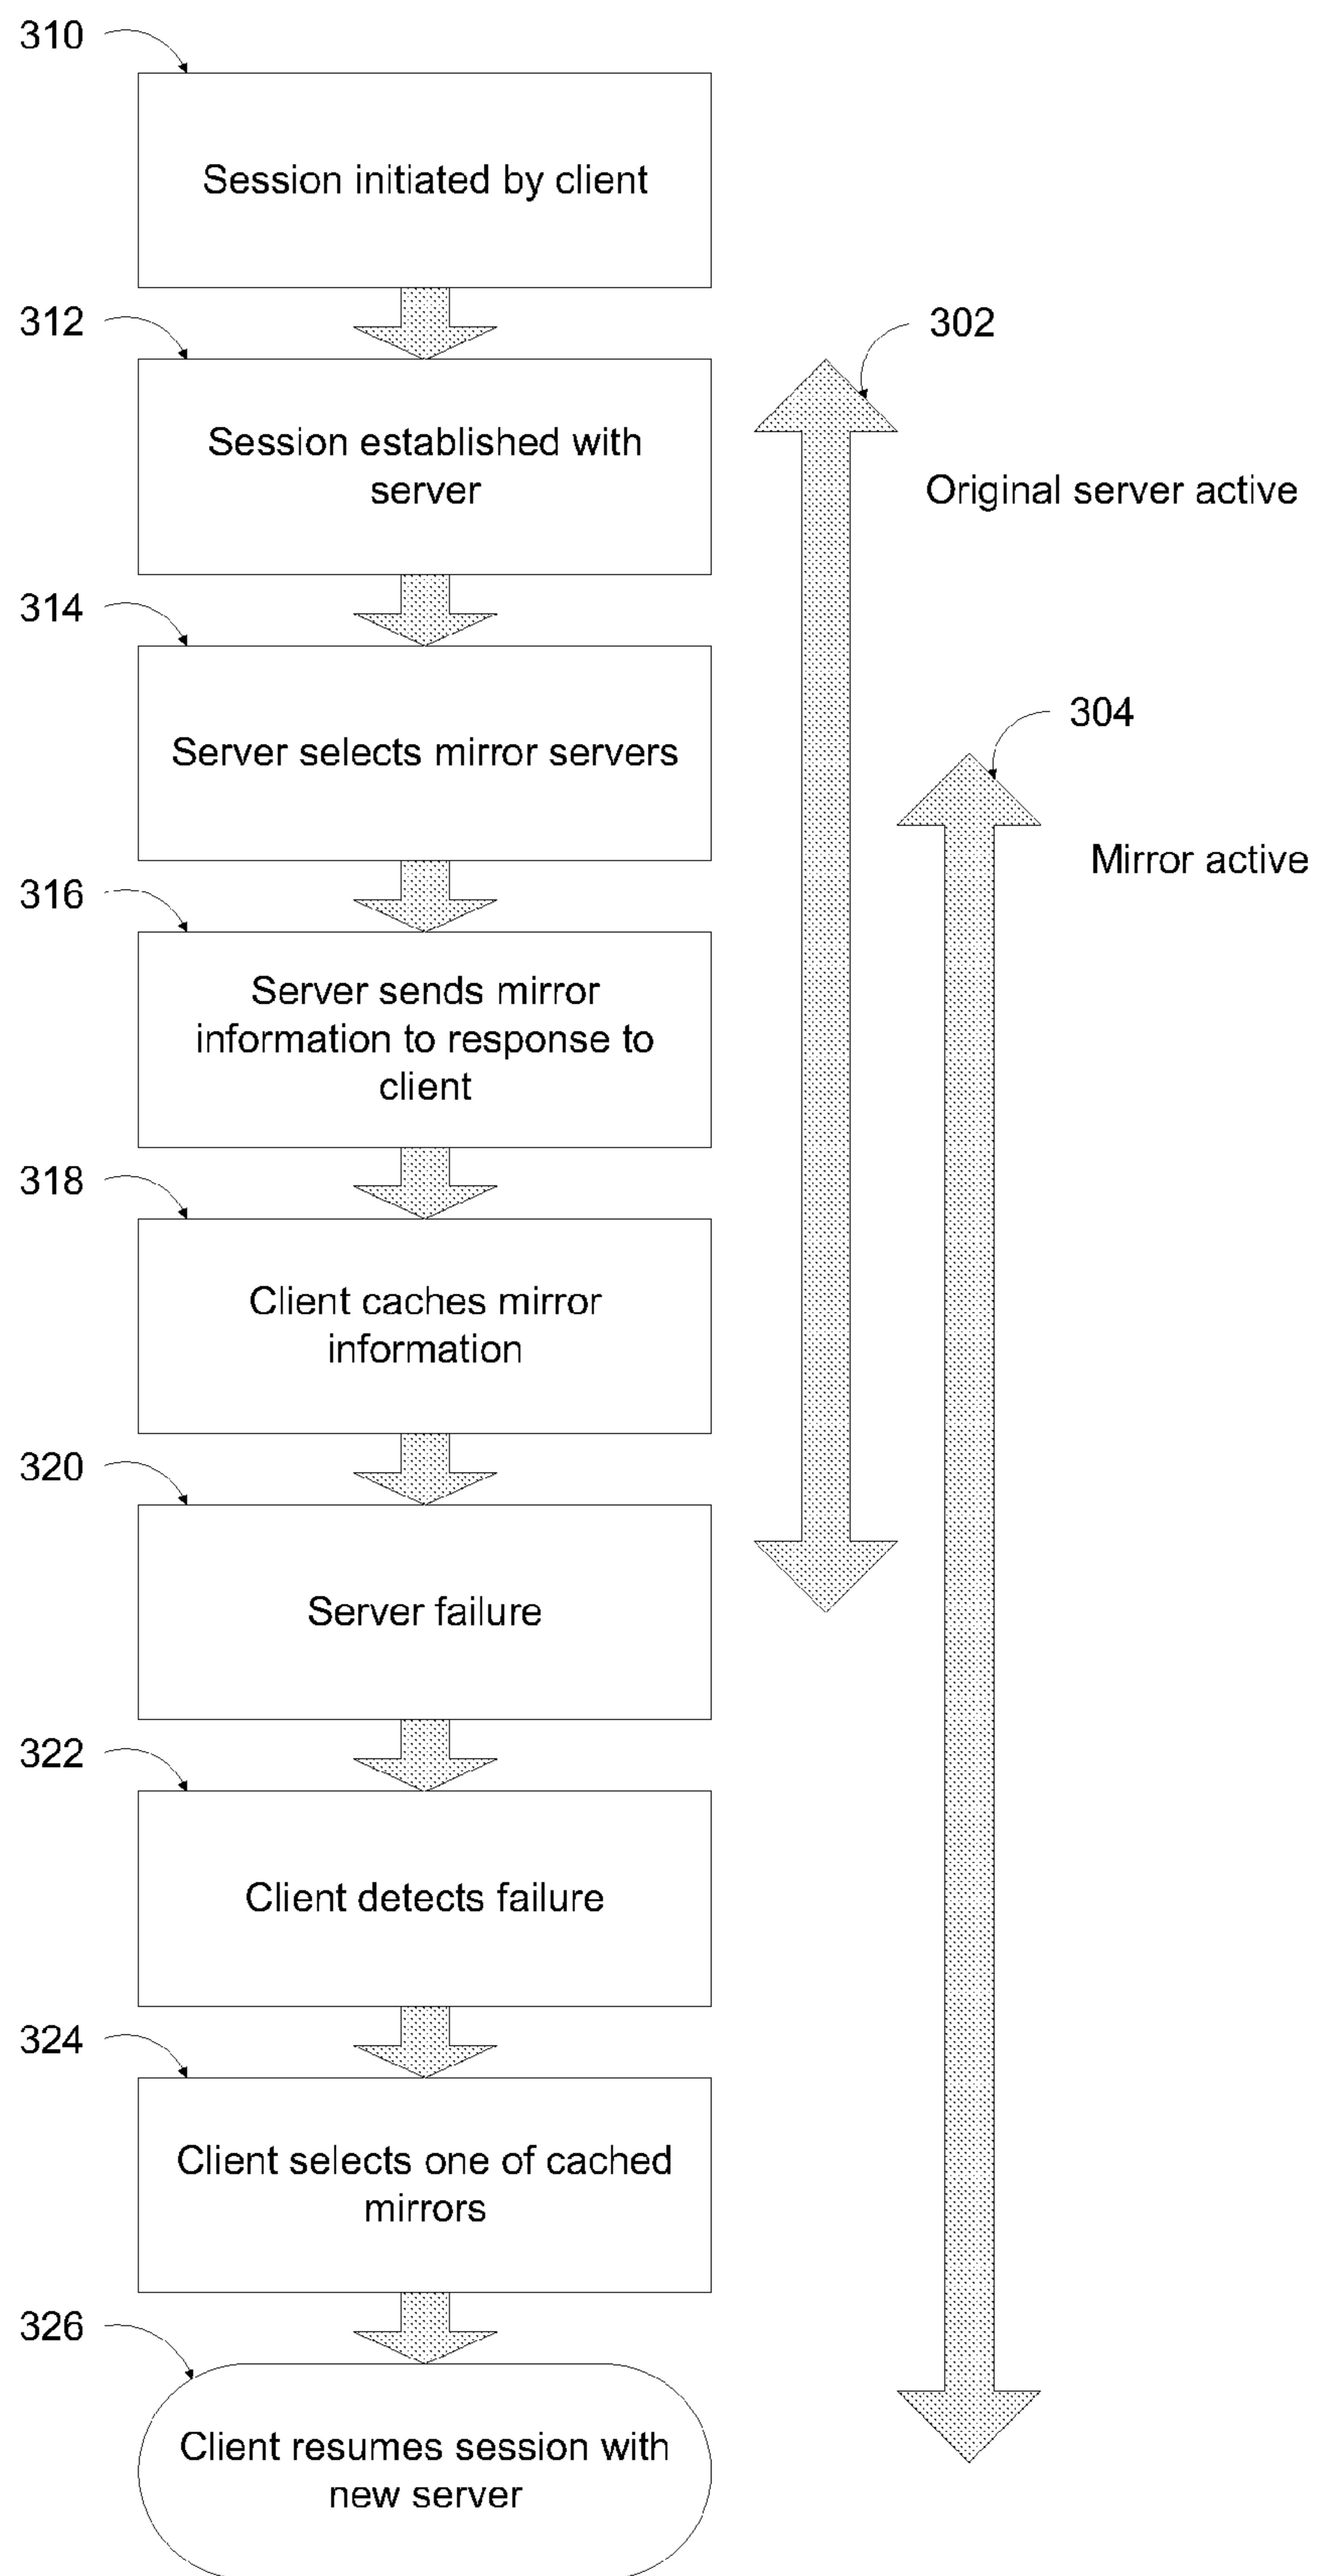 310
Session initiated by client
312
302
Session established with
server
Original server active
314
Server selects mirror servers
304
Mirror active
316
Server sends mirror
information to response to
client
318
Client caches mirror
information
320
Server failure
322
Client detects failure
324
Client selects one of cached
mirrors
326
Client resumes session with
new server